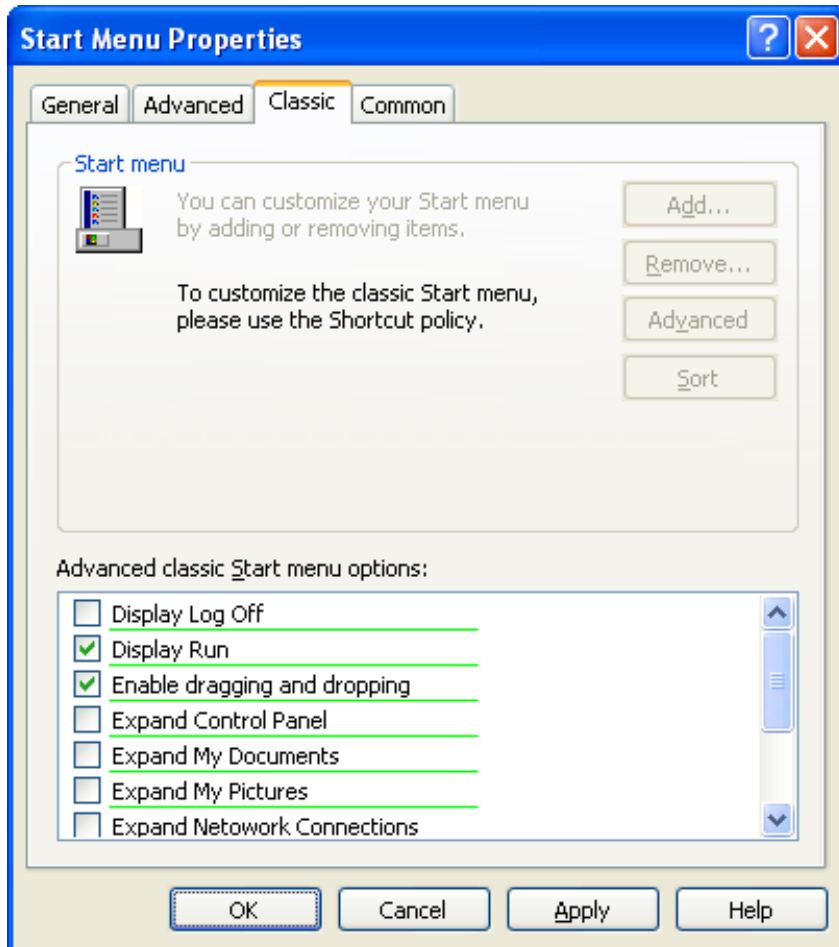 Start Menu Properties
General Advanced Classic Common
Start menu
You can customize your Start menu
by adding or removing items.
To customize the classic Start menu,
please use the Shortcut policy.
Add...
Remove...
Advanced
Sort
Advanced classic Start menu options:
Display Log Off
Display Run
Enable dragging and dropping
Expand Control Panel
Expand My Documents
Expand My Pictures
Expand Netowork Connections
OK Cancel Apply Help